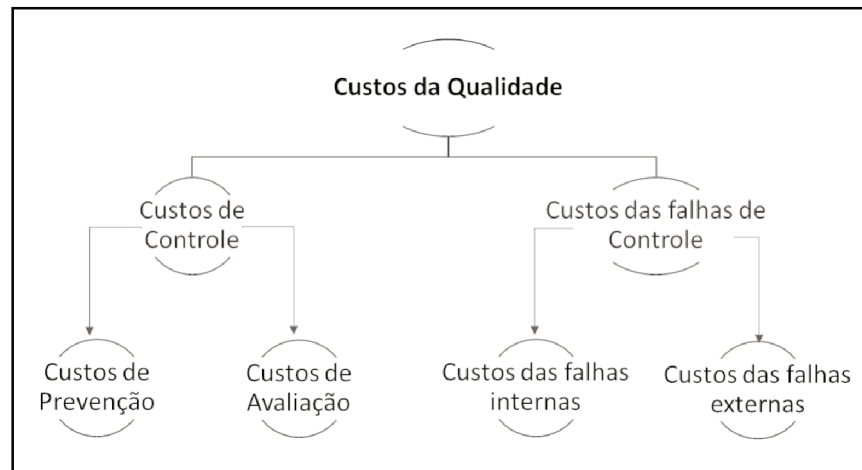 Custos da Qualidade
Custos de
Controle
Custos das falhas de
Controle
Custos de
Prevenção
Custos de
Avaliação
Custos das falhas
internas
Custos das falhas
externas